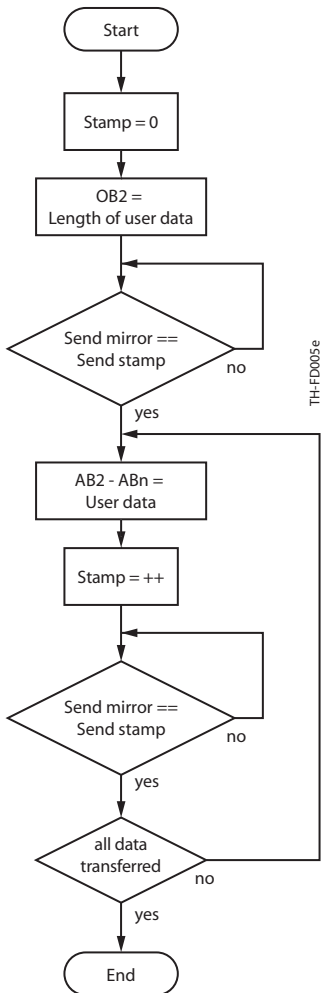 Start
Stamp = 0
OB2 =
Length of user data
Send mirror ==
Send stamp
no
yes
AB2 - ABn =
User data
Stamp = ++
Send mirror ==
Send stamp
no
yes
all data
transferred
no
yes
End
TH-FD005e